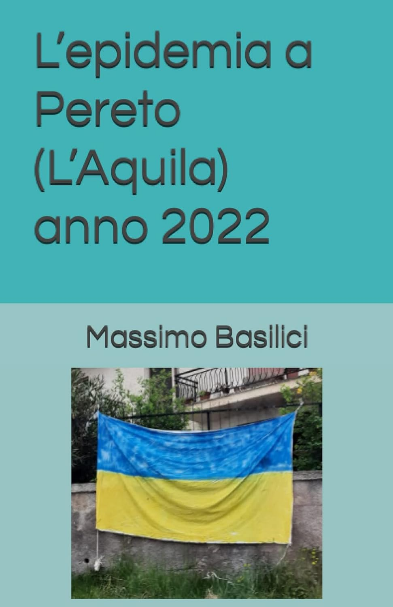 L’epidemia a
Pereto
(L’Aquila)
anno 2022
Massimo Basilici